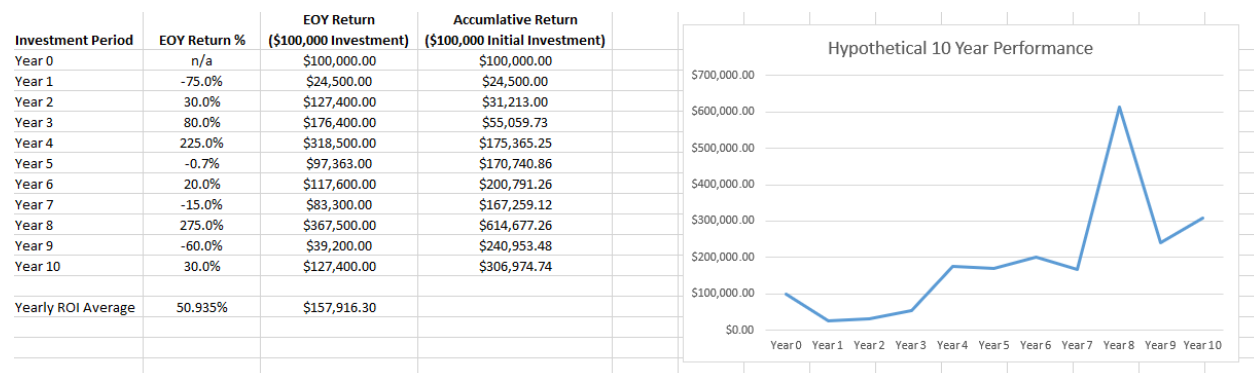 EOY Return Accumlative Return
Investment Period EOY Return % ($100,000 Investment) ($100,000 Initial Investment)
Year 0 n/a $100,000.00 $100,000.00
Year 1 -75.0% $24,500.00 $24,500.00
Year 2 30.0% $127,400.00 $31,213.00
Year 3 80.0% $176,400.00 $55,059.73
Year 4 225.0% $318,500.00 $175,365.25
Year 5 -0.7% $97,363.00 $170,740.86
Year 6 20.0% $117,600.00 $200,791.26
Year 7 -15.0% $83,300.00 $167,259.12
Year 8 275.0% $367,500.00 $614,677.26
Year 9 -60.0% $39,200.00 $240,953.48
Year 10 30.0% $127,400.00 $306,974.74
Yearly ROI Average 50.935% $157,916.30
Hypothetical 10 Year Performance
$700,000.00
$600,000.00
$500,000.00
$400,000.00
$300,000.00
$200,000.00
$100,000.00
$0.00
Year 0 Year 1 Year 2 Year 3 Year 4 Year 5 Year 6 Year 7 Year 8 Year 9 Year 10